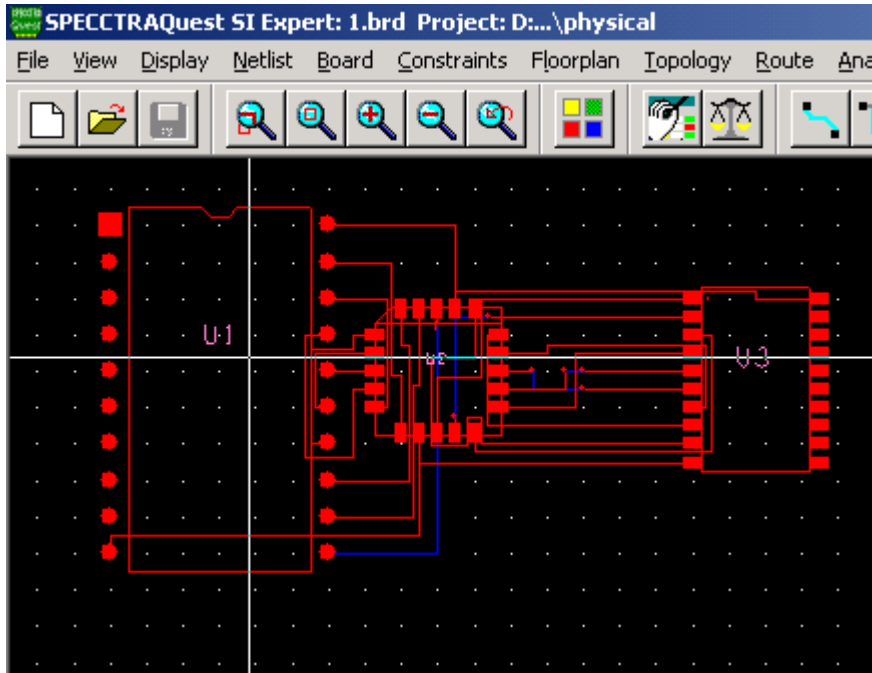 SPECCTRAQuest SI Expert: 1.brd Project: D:...\physical
File View Display Netlist Board Constraints Floorplan Topology Route Ana
U1
U2
U3